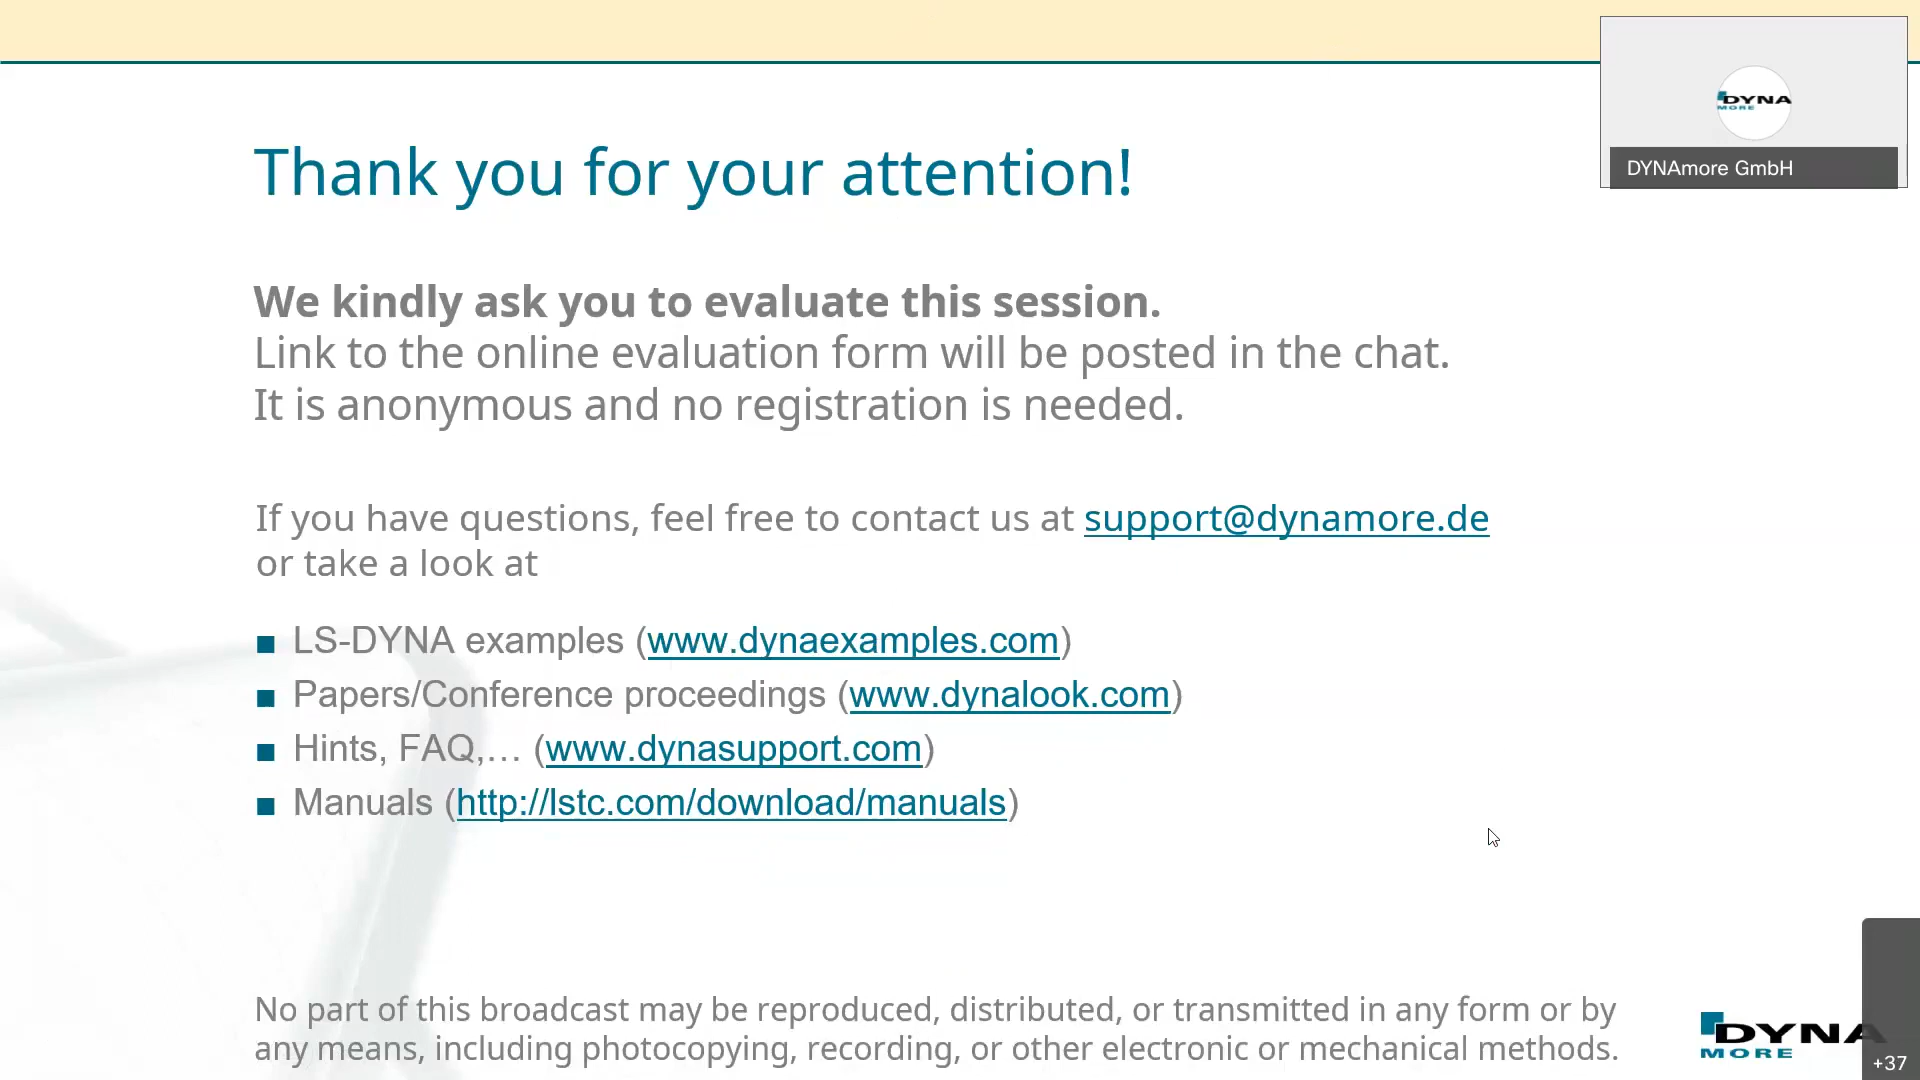 DYNA
MORE
DYNAmore GmbH
Thank you for your attention!
We kindly ask you to evaluate this session.
Link to the online evaluation form will be posted in the chat.
It is anonymous and no registration is needed.
If you have questions, feel free to contact us at support@dynamore.de
or take a look at
LS-DYNA examples (www.dynaexamples.com)
Papers/Conference proceedings (www.dynalook.com)
Hints, FAQ,… (www.dynasupport.com)
Manuals (http://lstc.com/download/manuals)
No part of this broadcast may be reproduced, distributed, or transmitted in any form or by
any means, including photocopying, recording, or other electronic or mechanical methods.
DYNA
MORE
+37